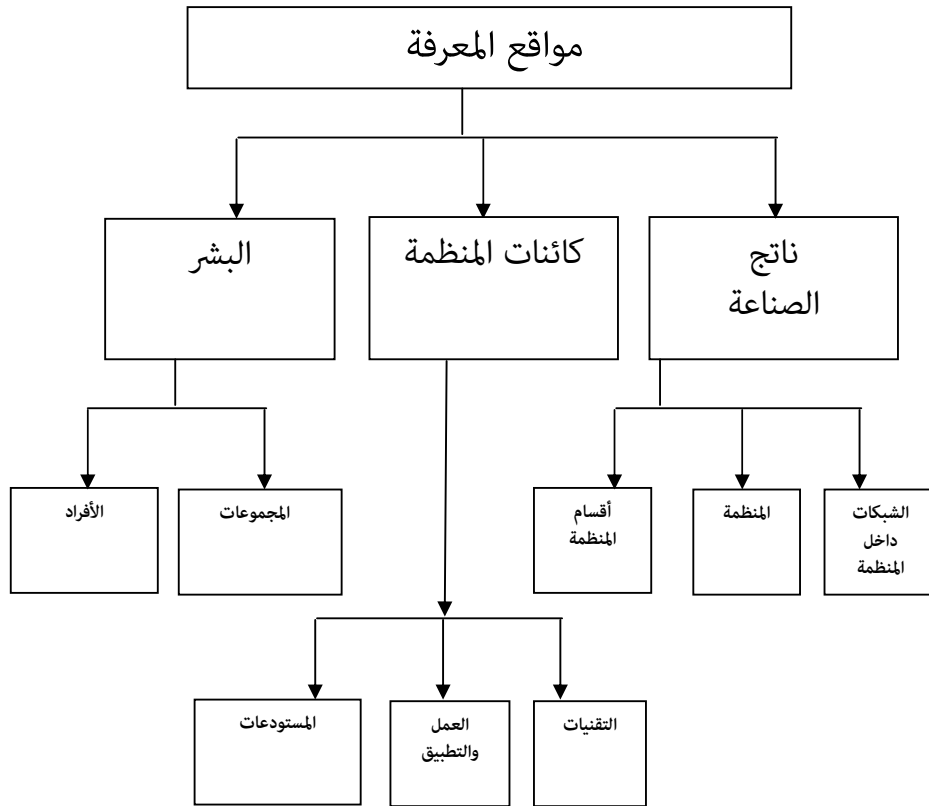 مواقع المعرفة
ناتج
الصناعة
كائنات المنظمة
البشر
الشبكات
داخل
المنظمة
المنظمة
أقسام
المنظمة
المجموعات
الأفراد
التقنيات
العمل
والتطبيق
المستودعات